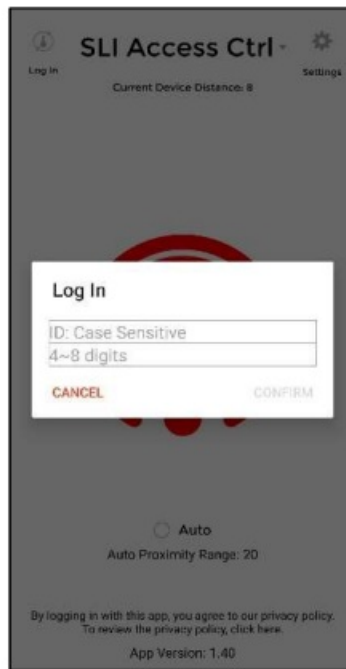 SLI Access Ctrl
Log In
Settings
Current Device Distance: 8
Log In
ID: Case Sensitive
4~8 digits
CANCEL
CONFIRM
Auto
Auto Proximity Range: 20
By logging in with this app, you agree to our privacy policy.
To review the privacy policy, click here.
App Version: 1.40